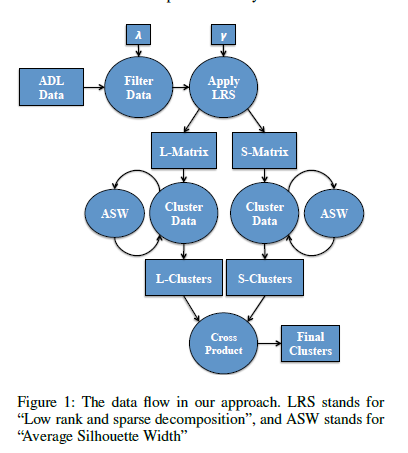 λ
γ
ADL
Data
Filter
Data
Apply
LRS
L-Matrix
S-Matrix
ASW
Cluster
Data
Cluster
Data
ASW
L-Clusters
S-Clusters
Cross
Product
Final
Clusters
Figure 1: The data flow in our approach. LRS stands for
“Low rank and sparse decomposition”, and ASW stands for
“Average Silhouette Width”